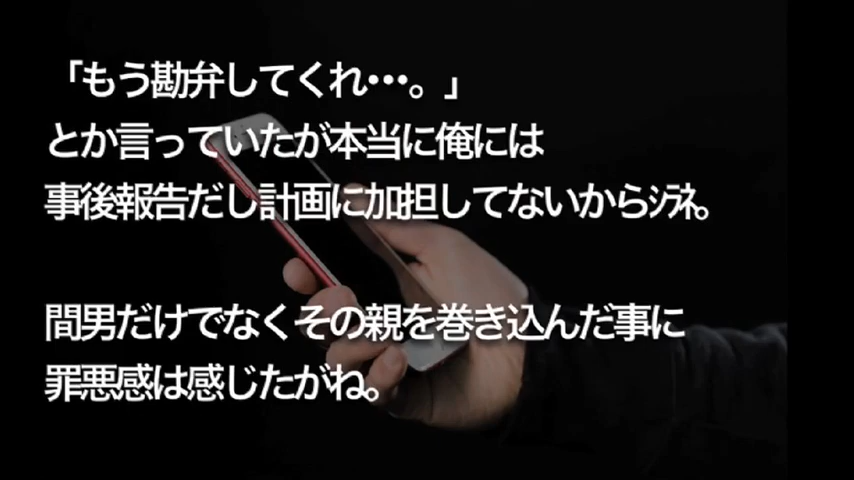 「もう勘弁してくれ・・・。」
とか言っていたが本当に俺には
事後報告だし計画に加担してないからｼﾗﾈ。
間男だけでなくその親を巻き込んだ事に
罪悪感は感じたがね。